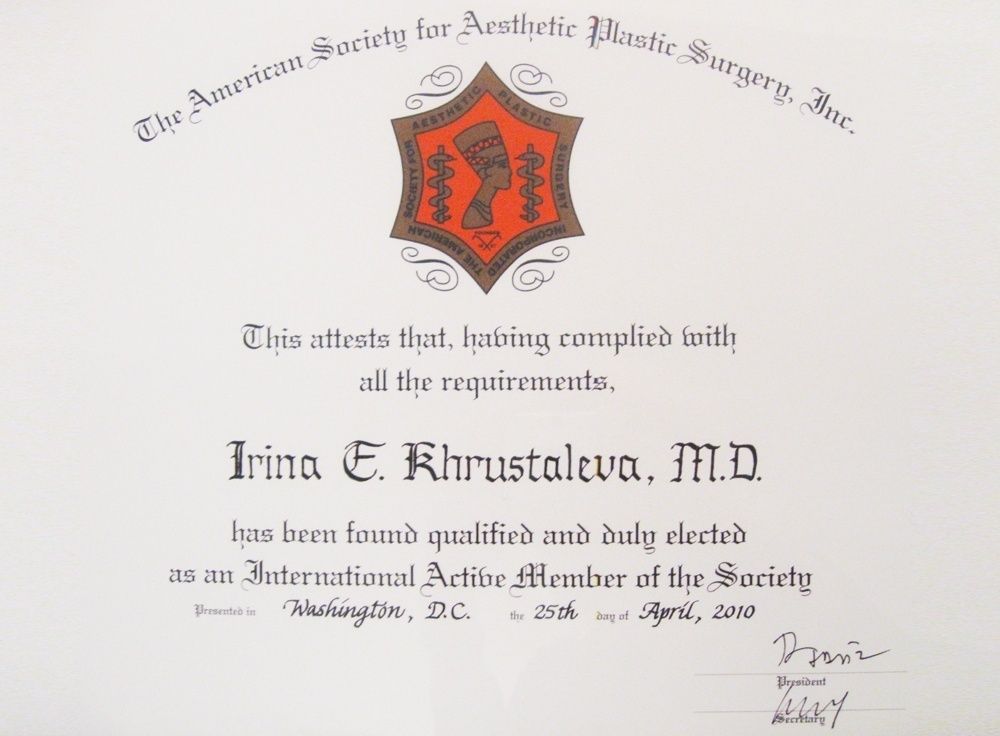 The American Society for Aesthetic Plastic Surgery, Inc.
THE AMERICAN SOCIETY FOR AESTHETIC PLASTIC SURGERY INCORPORATED
FOUNDED
This attests that, having complied with
all the requirements,
Irina E. Khrustaleva, M.D.
has been found qualified and duly elected
as an International Active Member of the Society
Presented in Washington, D.C. the 25th day of April, 2010
President
Secretary